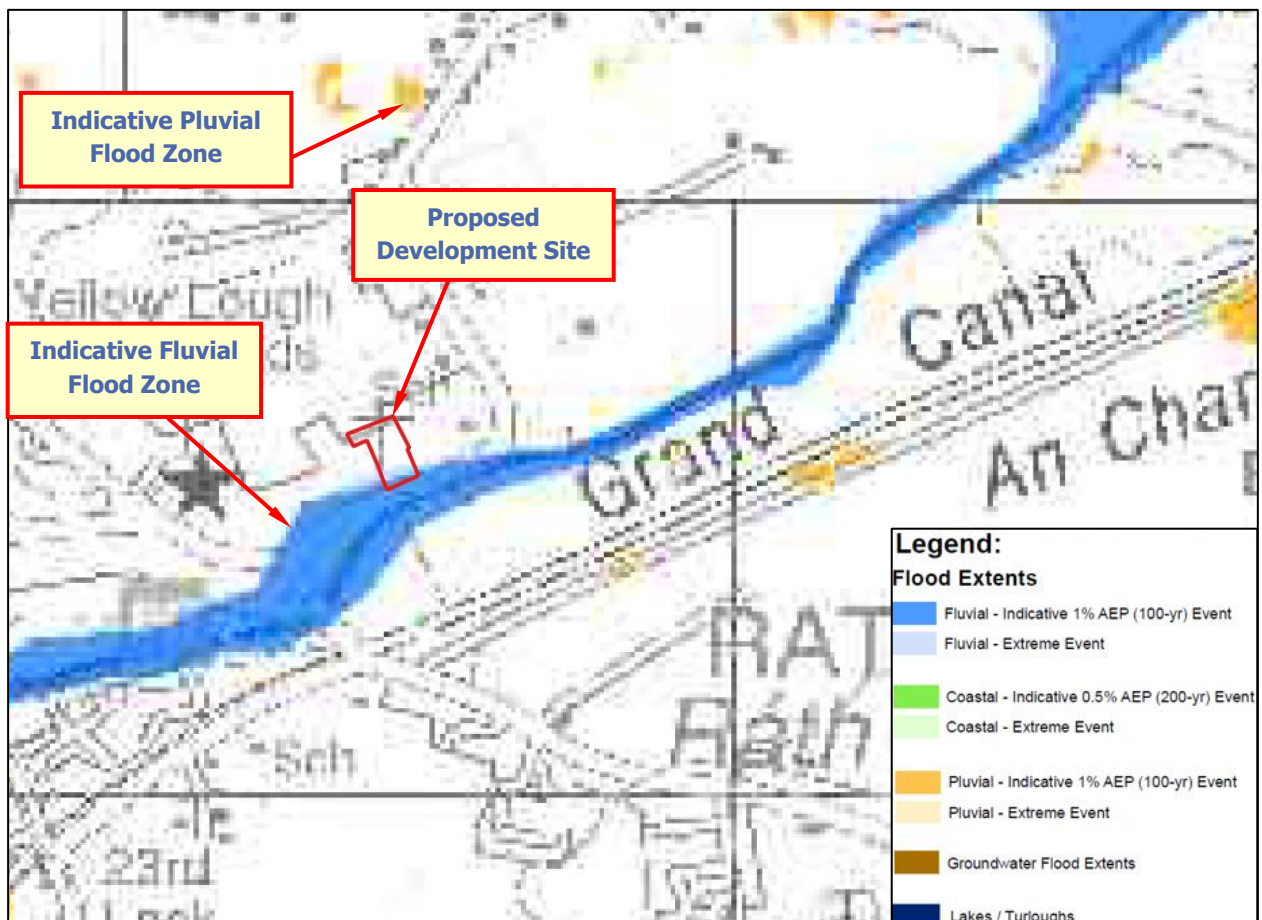 Indicative Pluvial
Flood Zone
Proposed
Development Site
Yellow Lough
Indicative Fluvial
Flood Zone
Grand Canal
An Chan
RAT
Ráth
Sch
23rd
Lock
Legend:
Flood Extents
Fluvial - Indicative 1% AEP (100-yr) Event
Fluvial - Extreme Event
Coastal - Indicative 0.5% AEP (200-yr) Event
Coastal - Extreme Event
Pluvial - Indicative 1% AEP (100-yr) Event
Pluvial - Extreme Event
Groundwater Flood Extents
Lakes / Turloughs